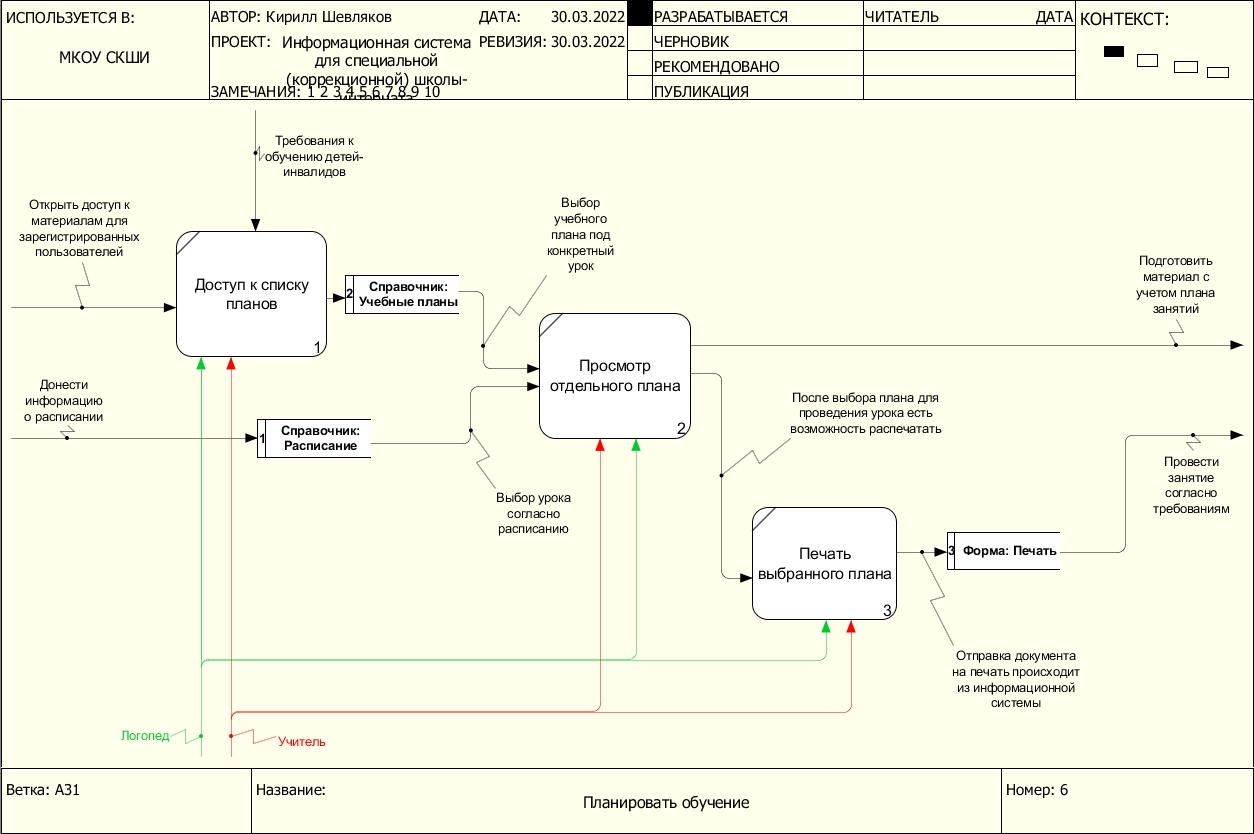 ИСПОЛЬЗУЕТСЯ В:
МКОУ СКШИ
АВТОР: Кирилл Шевляков
ДАТА: 30.03.2022
ПРОЕКТ: Информационная система
для специальной
(коррекционной) школы-
интерната
РЕВИЗИЯ: 30.03.2022
ЗАМЕЧАНИЯ: 1 2 3 4 5 6 7 8 9 10
РАЗРАБАТЫВАЕТСЯ
ЧЕРНОВИК
РЕКОМЕНДОВАНО
ПУБЛИКАЦИЯ
ЧИТАТЕЛЬ ДАТА
КОНТЕКСТ:
Требования к
обучению детей-
инвалидов
Открыть доступ к
материалам для
зарегистрированных
пользователей
Доступ к списку
планов
1
2
Справочник:
Учебные планы
Выбор
учебного
плана под
конкретный
урок
Просмотр
отдельного плана
2
Подготовить
материал с
учетом плана
занятий
Донести
информацию
о расписании
1
Справочник:
Расписание
Выбор урока
согласно
расписанию
После выбора плана для
проведения урока есть
возможность распечатать
Провести
занятие
согласно
требованиям
Печать
выбранного плана
3
3
Форма: Печать
Отправка документа
на печать происходит
из информационной
системы
Логопед
Учитель
Ветка: A31
Название:
Планировать обучение
Номер: 6